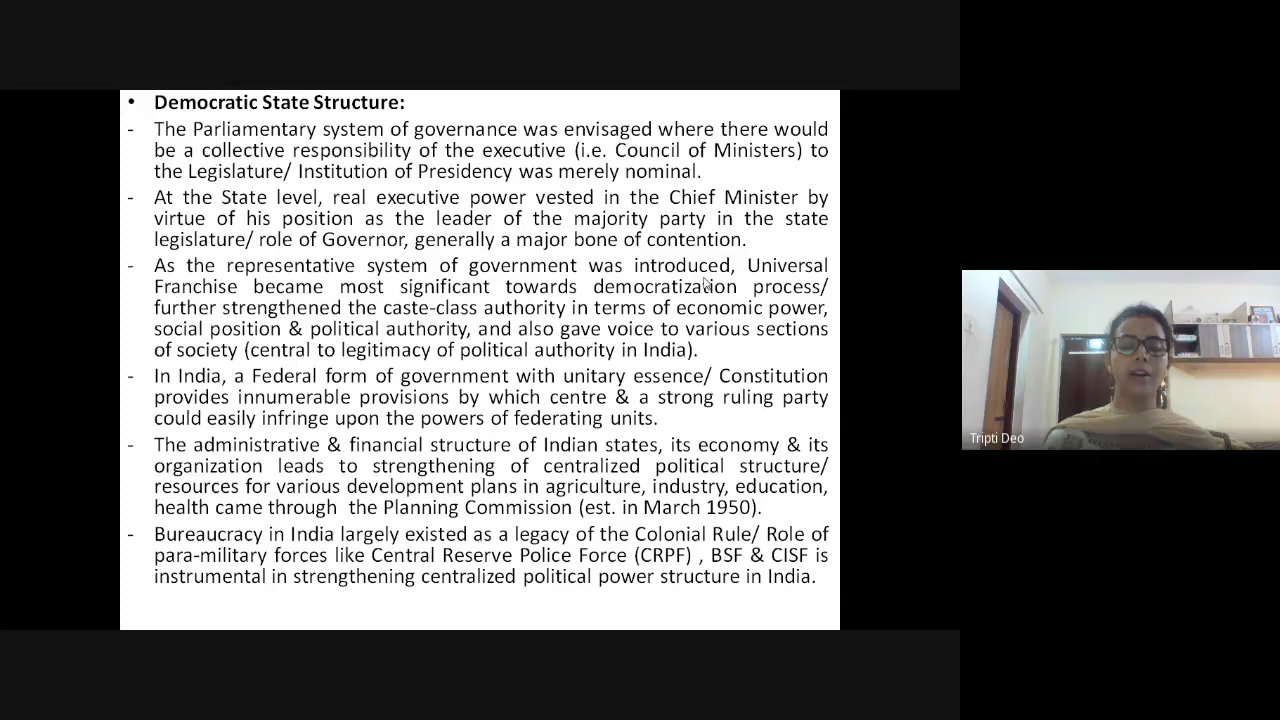 • Democratic State Structure:
- The Parliamentary system of governance was envisaged where there would
be a collective responsibility of the executive (i.e. Council of Ministers) to
the Legislature/ Institution of Presidency was merely nominal.
- At the State level, real executive power vested in the Chief Minister by
virtue of his position as the leader of the majority party in the state
legislature/ role of Governor, generally a major bone of contention.
- As the representative system of government was introduced, Universal
Franchise became most significant towards democratization process/
further strengthened the caste-class authority in terms of economic power,
social position & political authority, and also gave voice to various sections
of society (central to legitimacy of political authority in India).
- In India, a Federal form of government with unitary essence/ Constitution
provides innumerable provisions by which centre & a strong ruling party
could easily infringe upon the powers of federating units.
- The administrative & financial structure of Indian states, its economy & its
organization leads to strengthening of centralized political structure/
resources for various development plans in agriculture, industry, education,
health came through the Planning Commission (est. in March 1950).
- Bureaucracy in India largely existed as a legacy of the Colonial Rule/ Role of
para-military forces like Central Reserve Police Force (CRPF) , BSF & CISF is
instrumental in strengthening centralized political power structure in India.
Tripti Deo